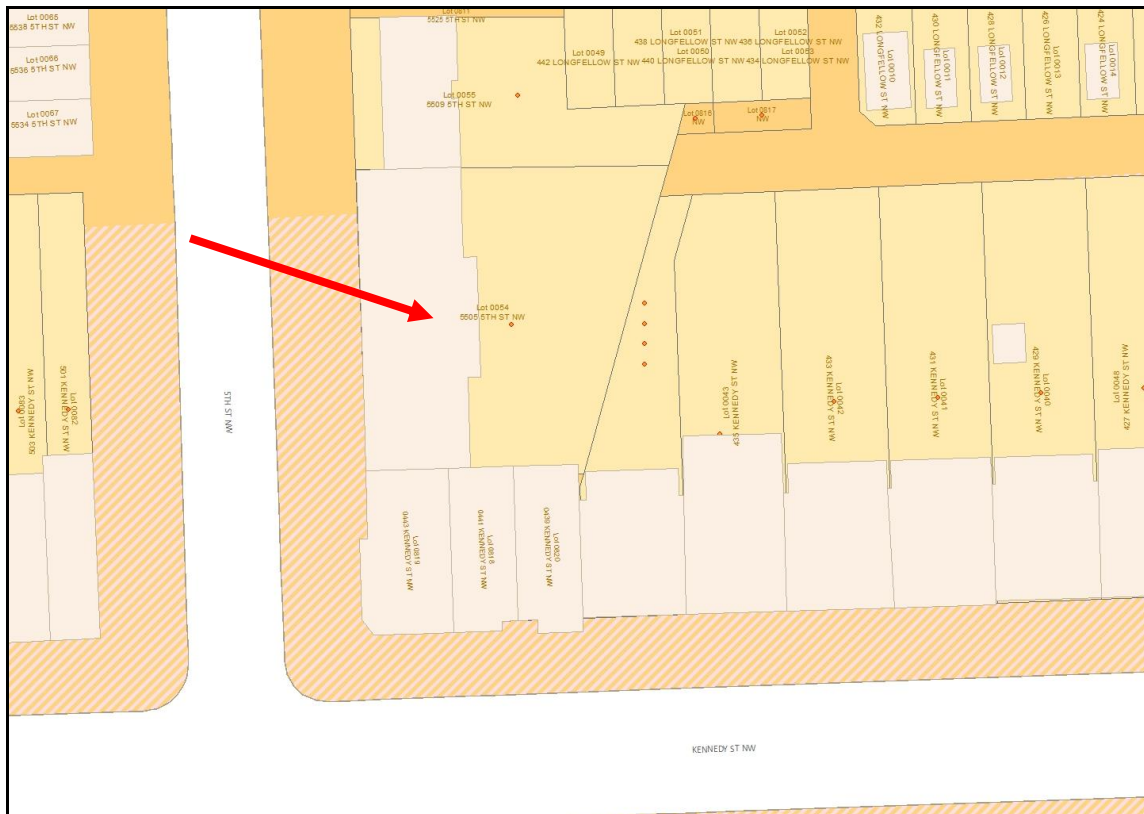 Lot 0065
5538 5TH ST NW
Lot 0066
5536 5TH ST NW
Lot 0067
5534 5TH ST NW
Lot 0811
5525 5TH ST NW
Lot 0055
5509 5TH ST NW
Lot 0049
442 LONGFELLOW ST NW
Lot 0051
438 LONGFELLOW ST NW
Lot 0050
440 LONGFELLOW ST NW
Lot 0052
436 LONGFELLOW ST NW
Lot 0053
434 LONGFELLOW ST NW
Lot 0816
NW
Lot 0817
NW
Lot 0010
432 LONGFELLOW ST NW
Lot 0011
430 LONGFELLOW ST NW
Lot 0012
428 LONGFELLOW ST NW
Lot 0013
426 LONGFELLOW ST NW
Lot 0014
424 LONGFELLOW ST NW
Lot 0054
5505 5TH ST NW
Lot 0083
503 KENNEDY ST NW
Lot 0082
501 KENNEDY ST NW
5TH ST NW
Lot 0043
435 KENNEDY ST NW
Lot 0042
433 KENNEDY ST NW
Lot 0041
431 KENNEDY ST NW
Lot 0040
429 KENNEDY ST NW
Lot 0048
427 KENNEDY ST NW
Lot 0819
0443 KENNEDY ST NW
Lot 0818
0441 KENNEDY ST NW
Lot 0820
0439 KENNEDY ST NW
KENNEDY ST NW